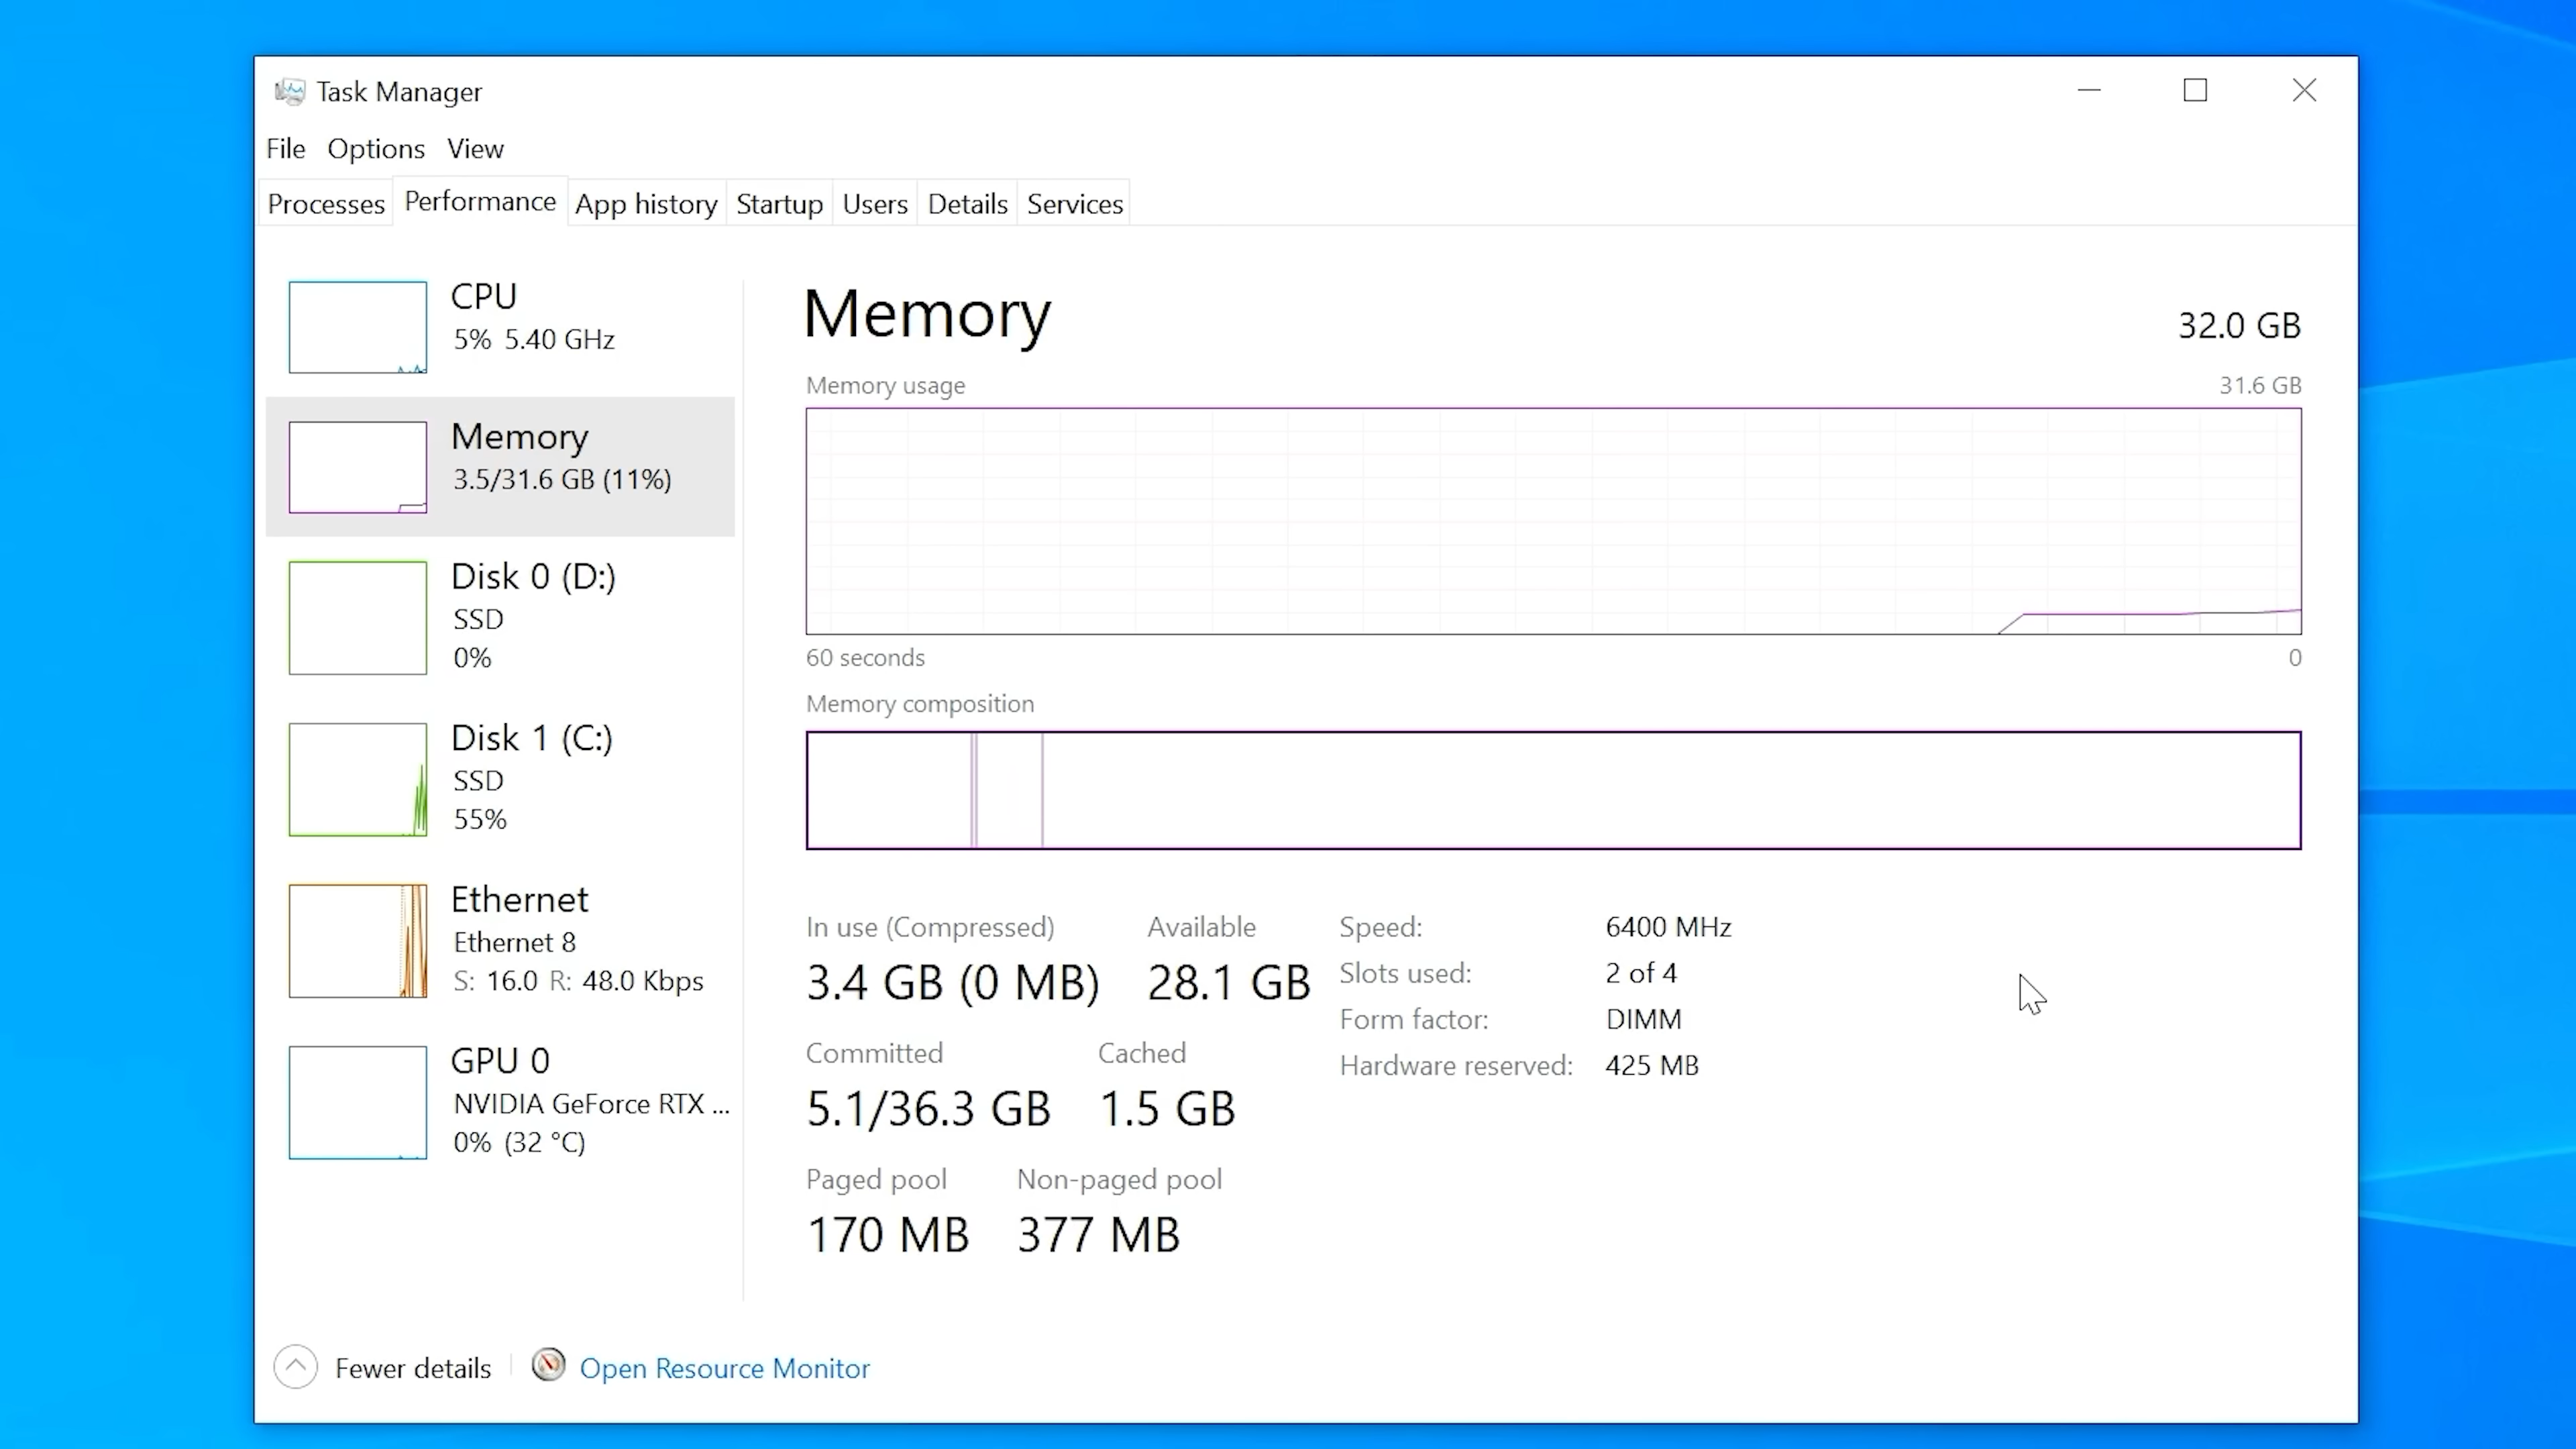 Task Manager
File Options View
Processes Performance App history Startup Users Details Services
CPU
5% 5.40 GHz
Memory
3.5/31.6 GB (11%)
Disk 0 (D:)
SSD
0%
Disk 1 (C:)
SSD
55%
Ethernet
Ethernet 8
S: 16.0 R: 48.0 Kbps
GPU 0
NVIDIA GeForce RTX ...
0% (32 °C)
Memory 32.0 GB
Memory usage 31.6 GB
60 seconds 0
Memory composition
In use (Compressed) Available
3.4 GB (0 MB) 28.1 GB
Committed Cached
5.1/36.3 GB 1.5 GB
Paged pool Non-paged pool
170 MB 377 MB
Speed: 6400 MHz
Slots used: 2 of 4
Form factor: DIMM
Hardware reserved: 425 MB
Fewer details Open Resource Monitor